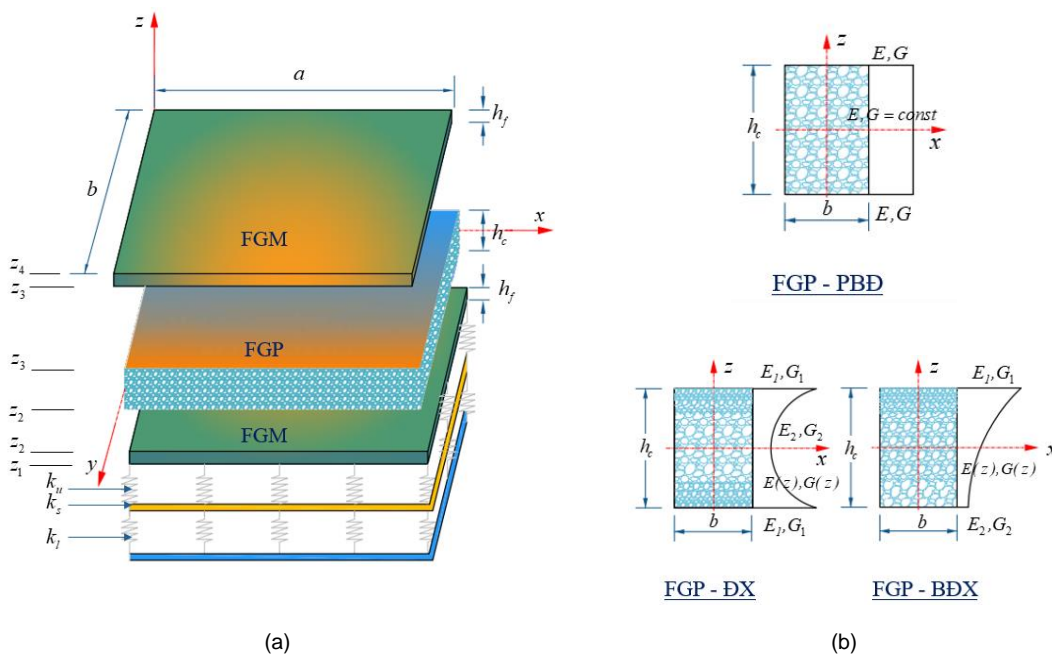 z
a
h_f
b
x
FGM
h_c
z_4
z_3
h_f
FGP
z_3
z_2
FGM
z_2
z_1
y
k_u
k_s
k_l
(a)
z
E, G
h_c
E, G = const
x
b
E, G
FGP - PBĐ
z
E_1, G_1
h_c
E_2, G_2
x
E(z), G(z)
b
E_1, G_1
FGP - ĐX
z
E_1, G_1
h_c
x
E(z), G(z)
b
E_2, G_2
FGP - BĐX
(b)